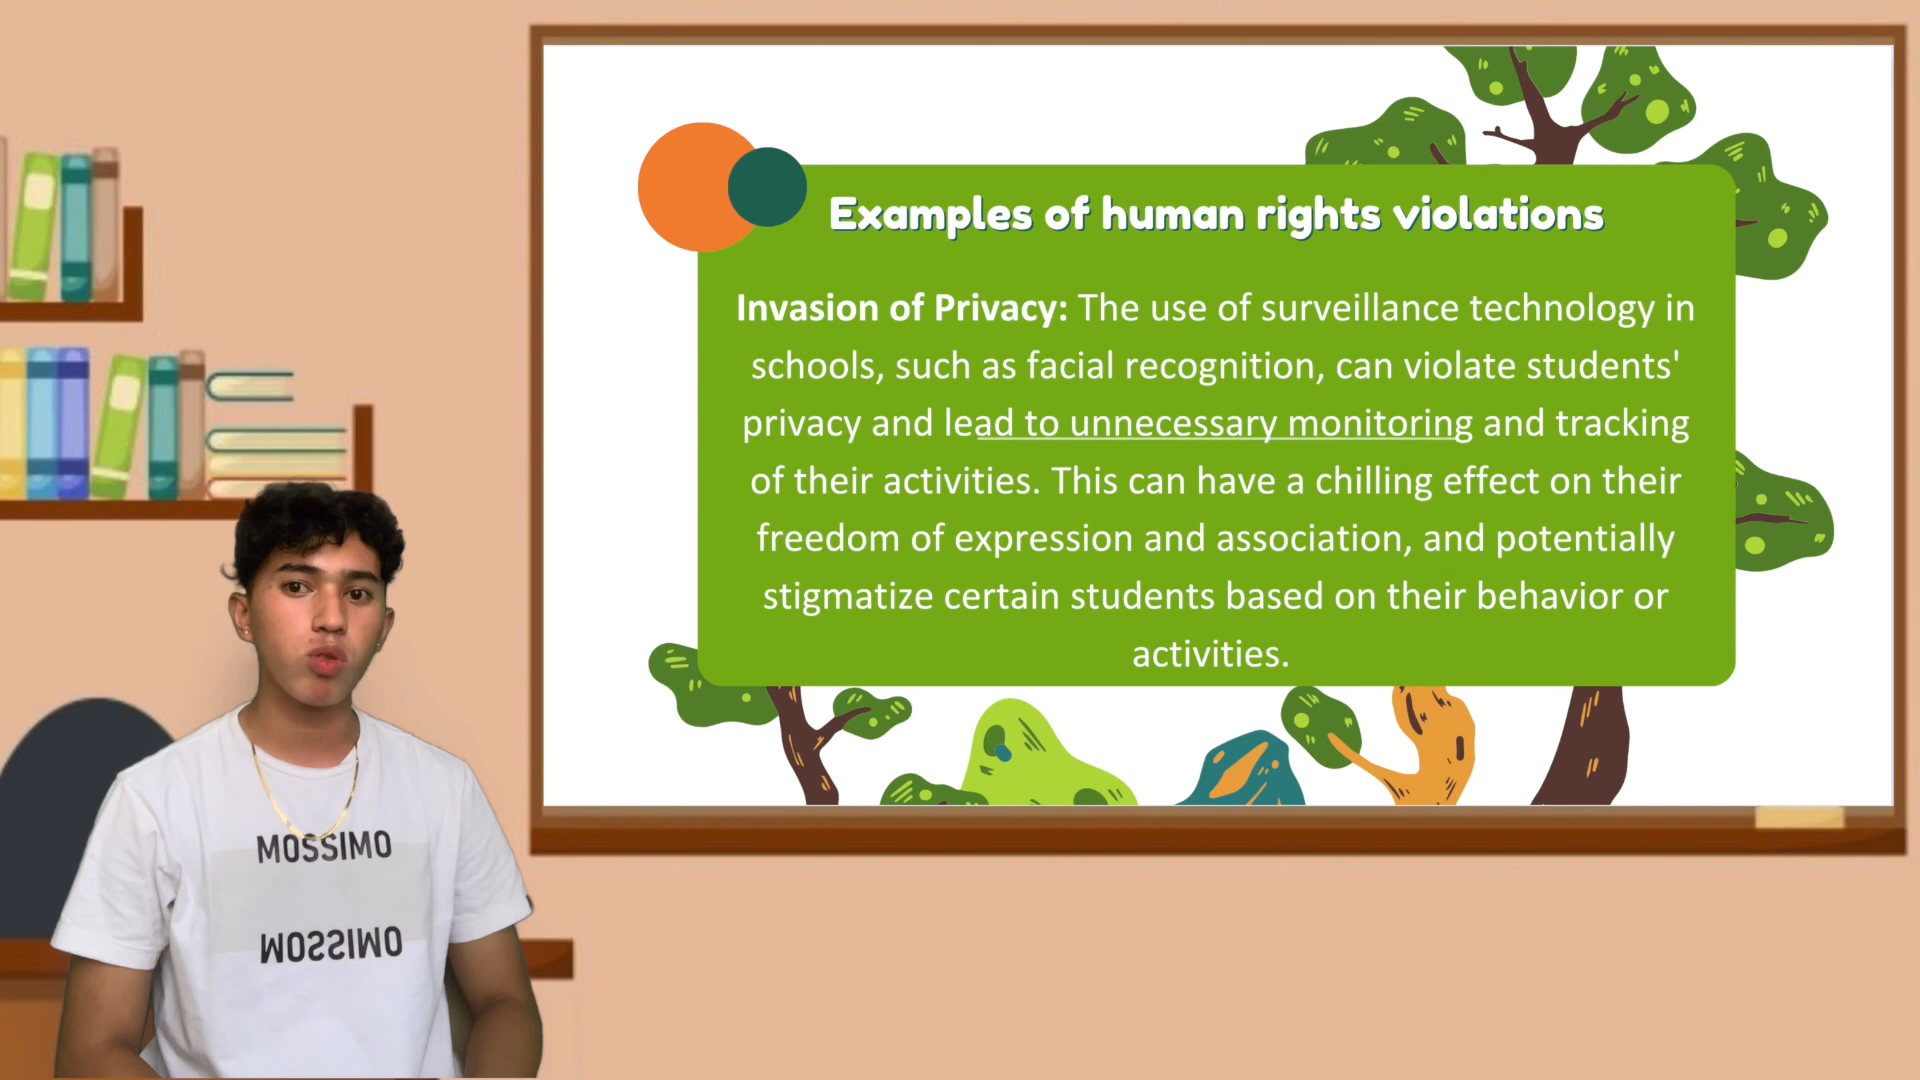 Examples of human rights violations
Invasion of Privacy: The use of surveillance technology in
schools, such as facial recognition, can violate students'
privacy and lead to unnecessary monitoring and tracking
of their activities. This can have a chilling effect on their
freedom of expression and association, and potentially
stigmatize certain students based on their behavior or
activities.
MOSSIMO
MOSSIMO